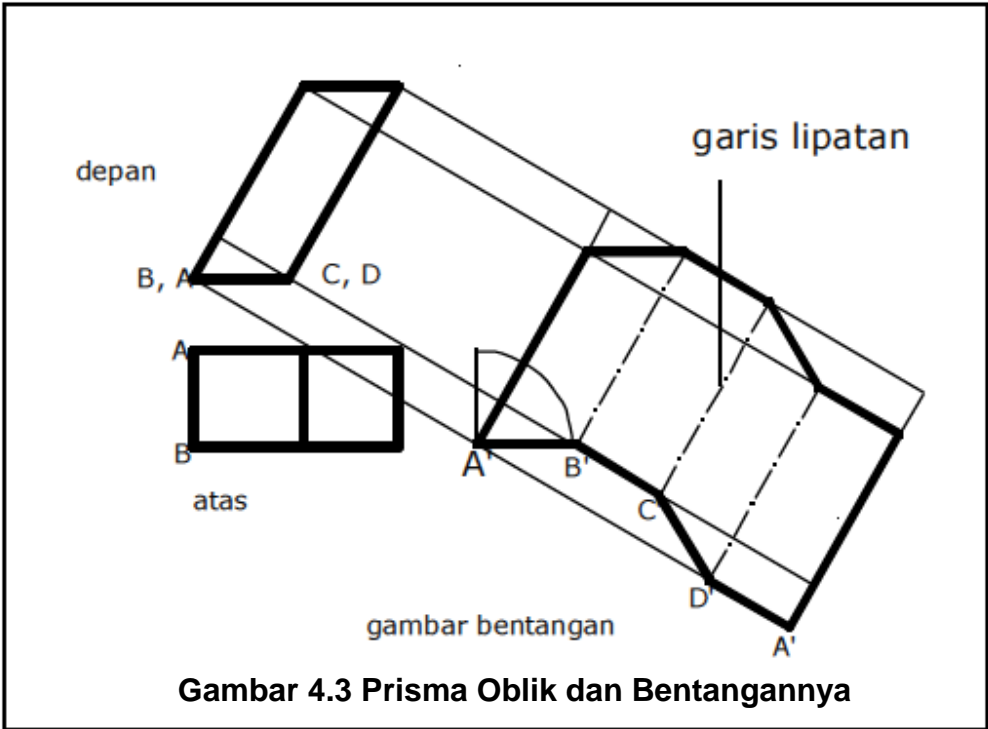 garis lipatan
depan
B, A
C, D
A
B
A'
B'
C'
atas
D'
gambar bentangan
A'
Gambar 4.3 Prisma Oblik dan Bentangannya